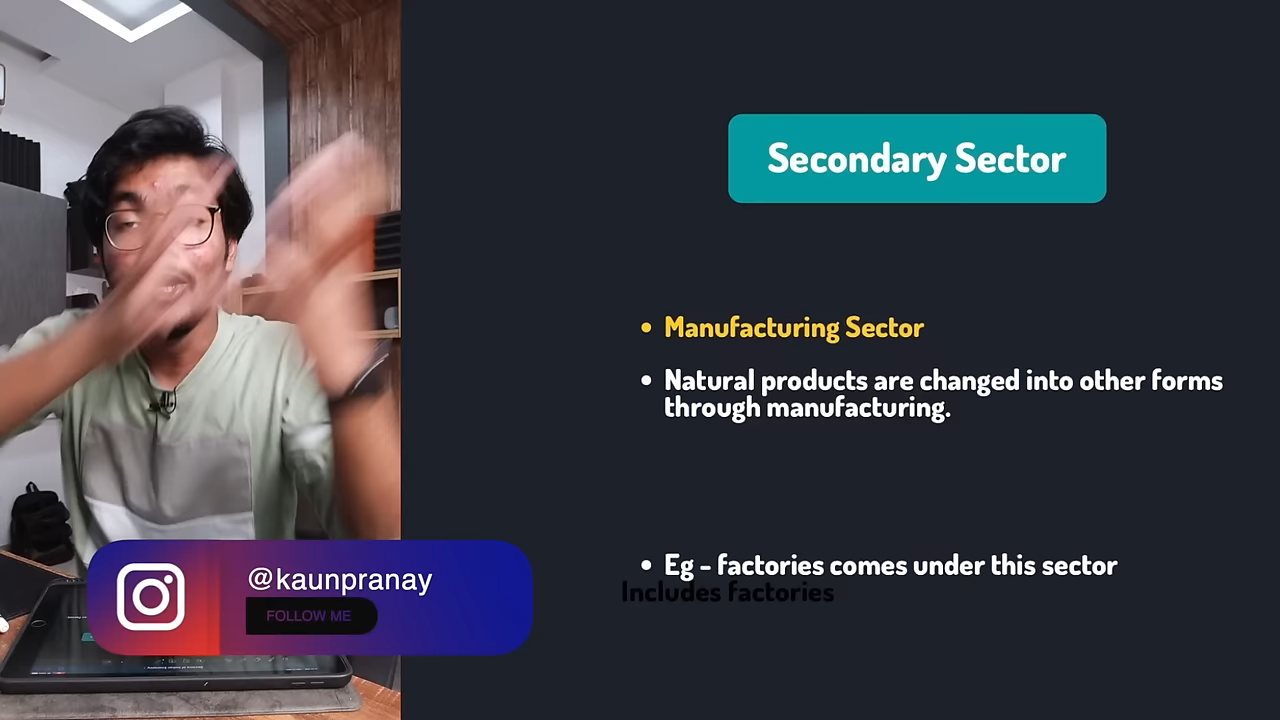 Secondary Sector
• Manufacturing Sector
• Natural products are changed into other forms
through manufacturing.
• Eg - factories comes under this sector
Includes factories
@kaunpranay
FOLLOW ME